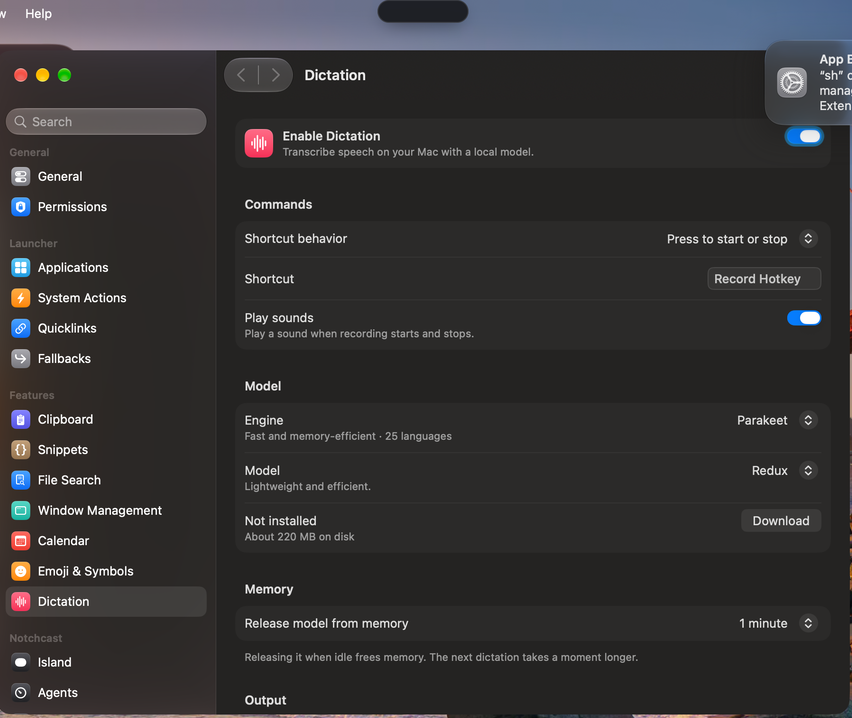 Help
Dictation
App
"sh"
Search
General
General
Permissions
Launcher
Applications
System Actions
Quicklinks
Fallbacks
Features
Clipboard
Snippets
File Search
Window Management
Calendar
Emoji & Symbols
Dictation
Notchcast
Island
Agents
Enable Dictation
Transcribe speech on your Mac with a local model.
Commands
Shortcut behavior
Press to start or stop
Shortcut
Record Hotkey
Play sounds
Play a sound when recording starts and stops.
Model
Engine
Parakeet
Fast and memory-efficient · 25 languages
Model
Redux
Lightweight and efficient.
Not installed
Download
About 220 MB on disk
Memory
Release model from memory
1 minute
Releasing it when idle frees memory. The next dictation takes a moment longer.
Output